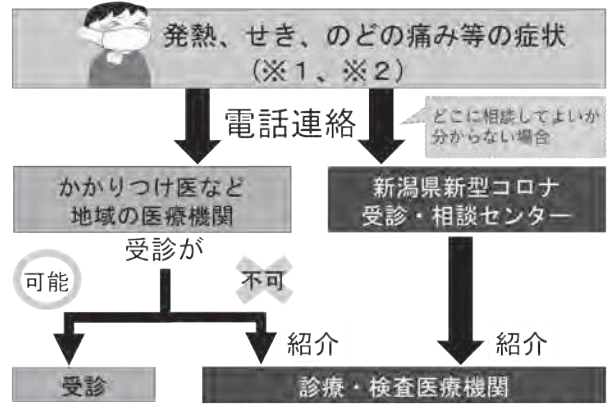 発熱、せき、のどの痛み等の症状
（※１、※２）
電話連絡
どこに相談してよいか
分からない場合
かかりつけ医など
地域の医療機関
新潟県新型コロナ
受診・相談センター
受診が
可能
不可
紹介
紹介
受診
診療・検査医療機関